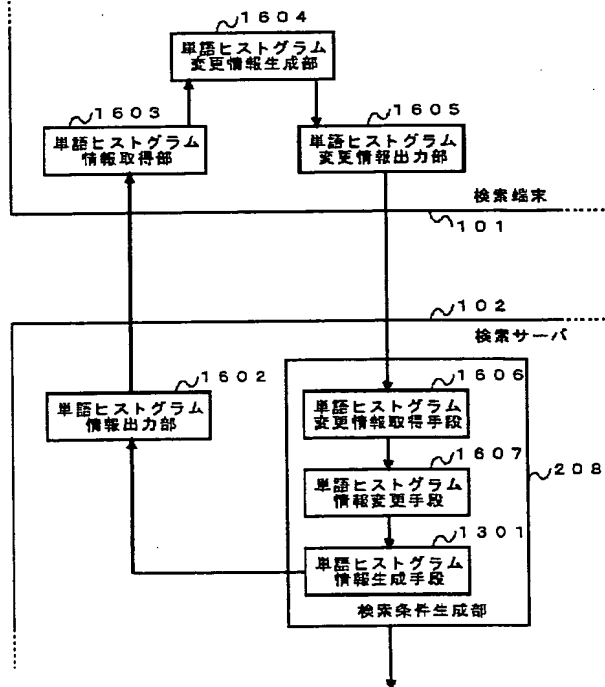 1604
単語ヒストグラム
変更情報生成部
1603
単語ヒストグラム
情報取得部
1605
単語ヒストグラム
変更情報出力部
検索端末
101
102
検索サーバ
1602
単語ヒストグラム
情報出力部
1606
単語ヒストグラム
変更情報取得手段
1607
単語ヒストグラム
情報変更手段
208
1301
単語ヒストグラム
情報生成手段
検索条件生成部